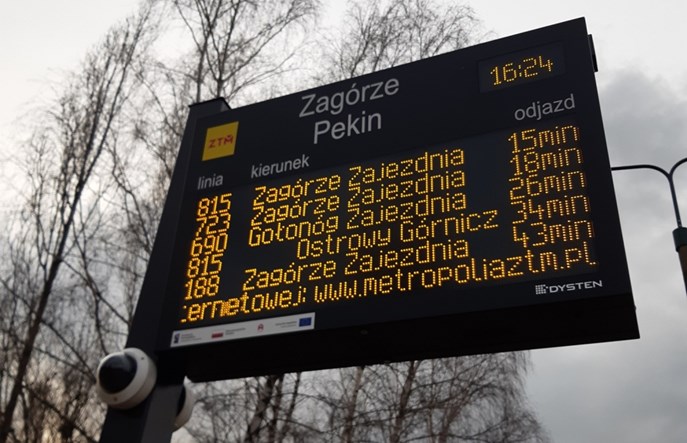 Zagórze
Pekin
16:24
ZTM
linia kierunek odjazd
815 Zagórze Zajezdnia 15min
723 Zagórze Zajezdnia 18min
690 Gołonóg Zajezdnia 26min
815 Ostrowy Górnicz 34min
188 Zagórze Zajezdnia 43min
ernetowej: www.metropoliaztm.pl
DYSTEN